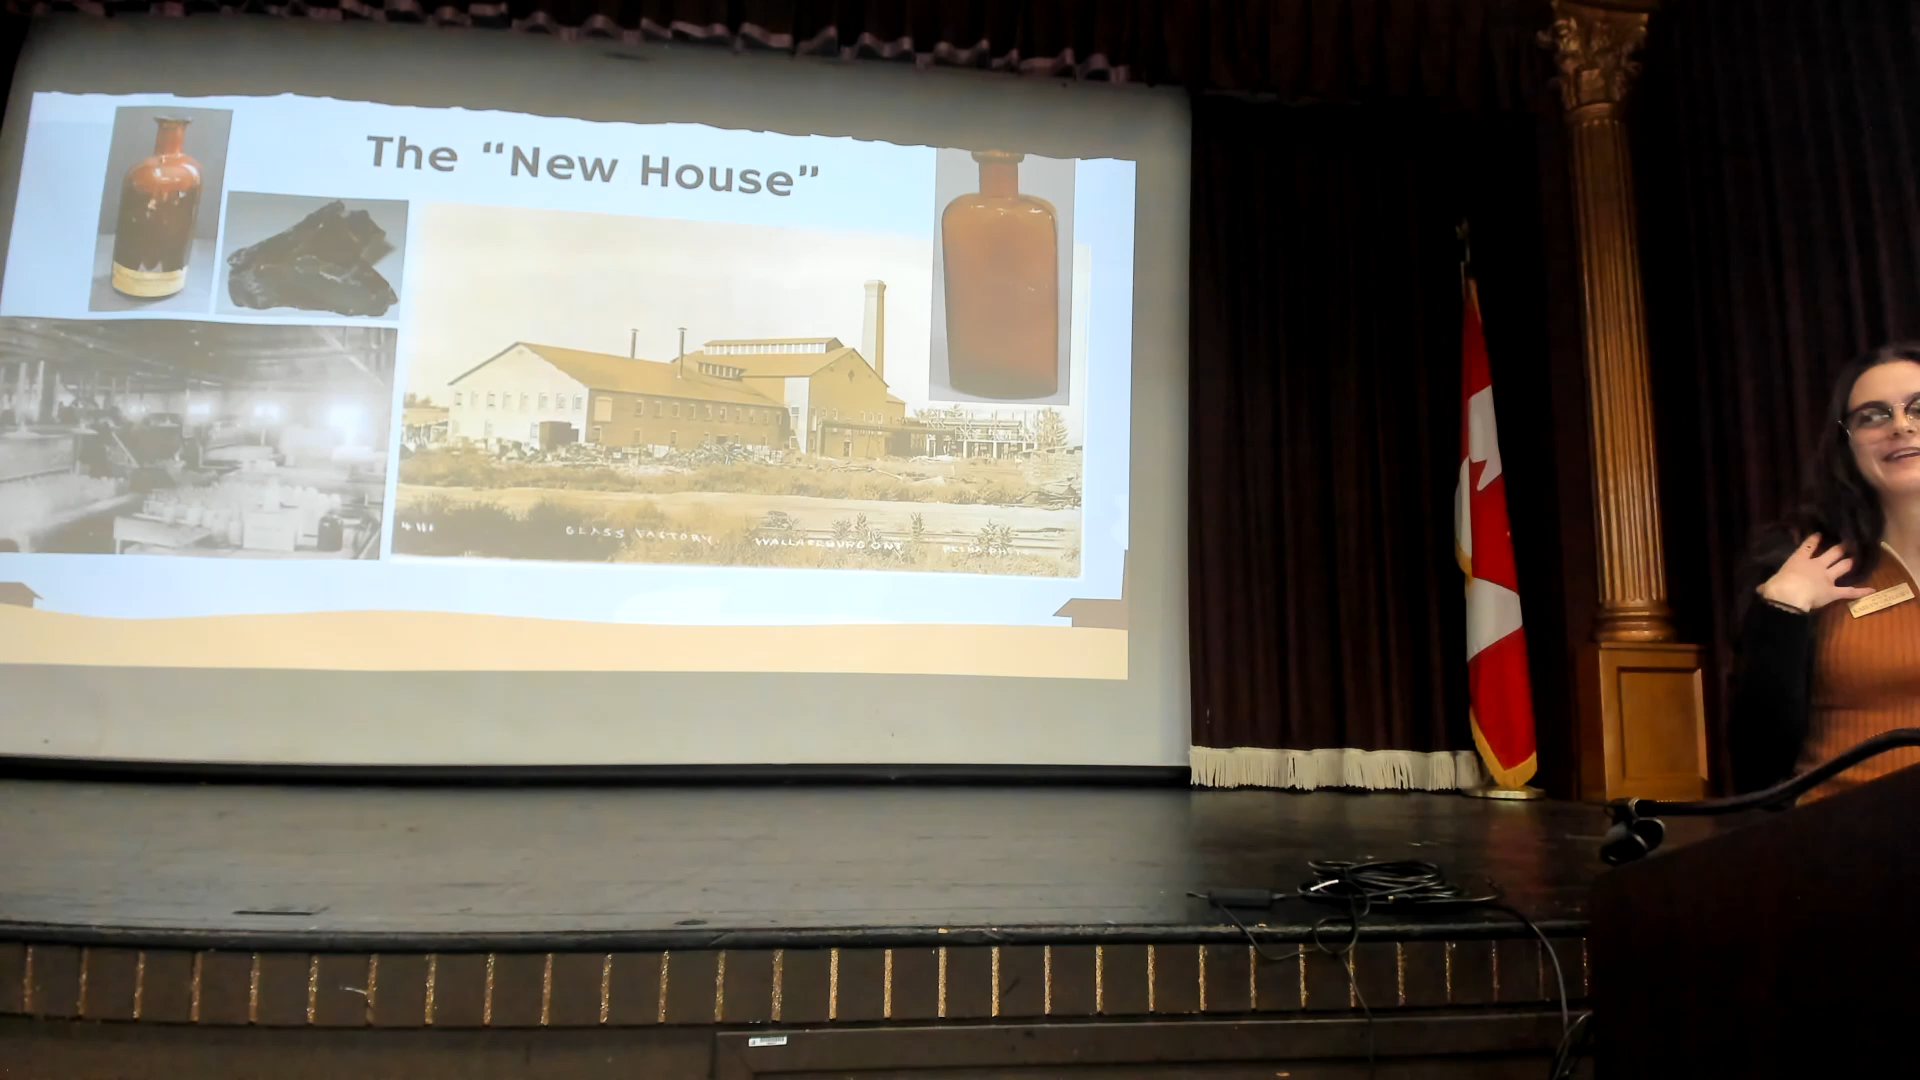 The “New House”
GLASS FACTORY WALLACEBURG ONT